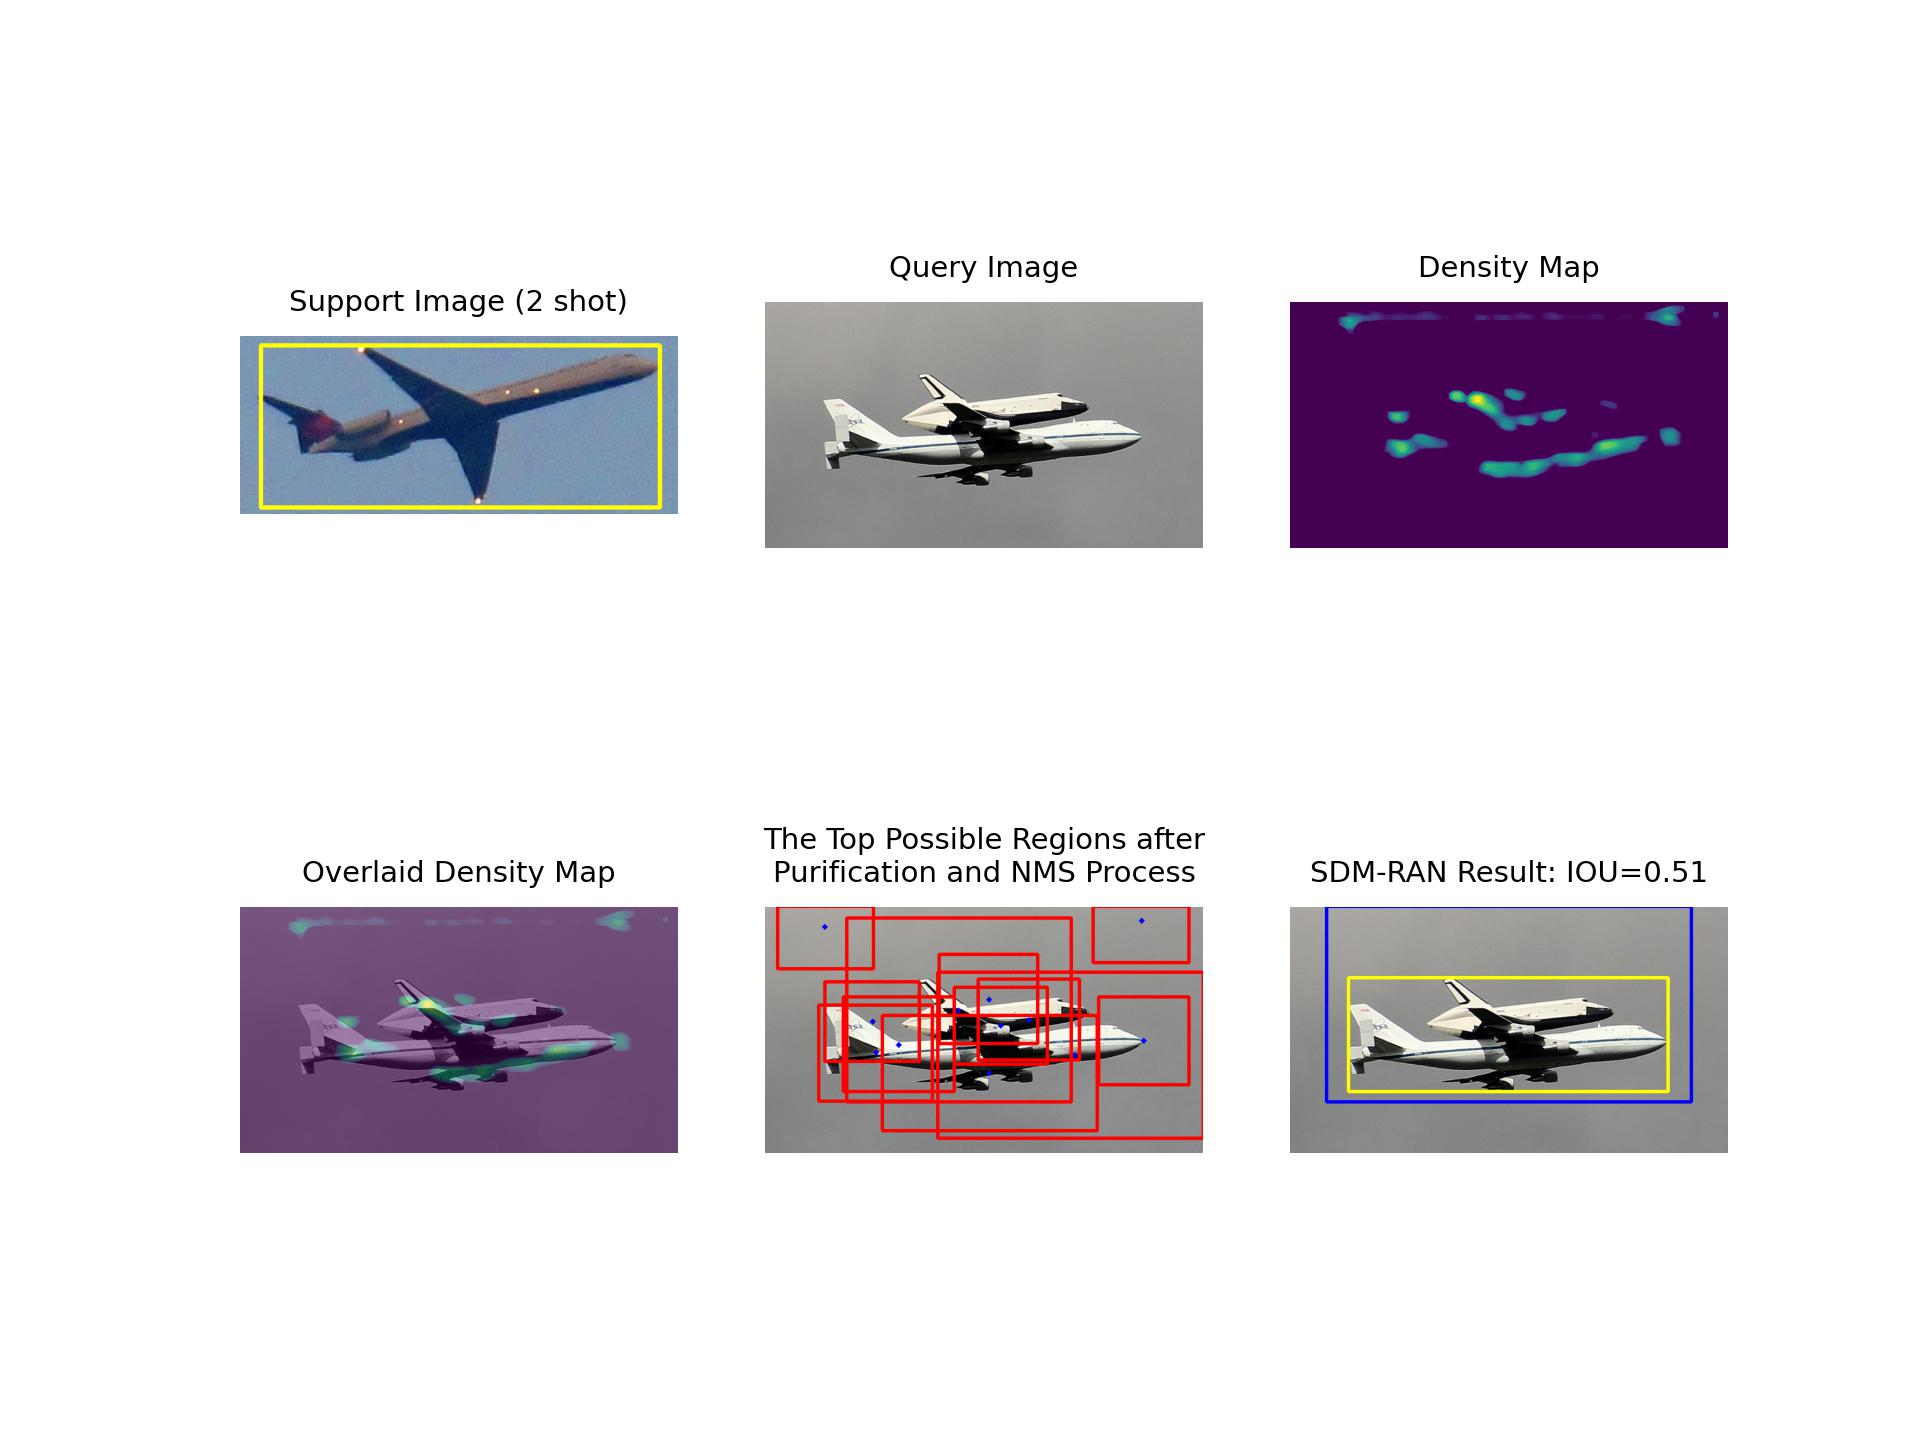 Support Image (2 shot)
Query Image
Density Map
Overlaid Density Map
The Top Possible Regions after
Purification and NMS Process
SDM-RAN Result: IOU=0.51